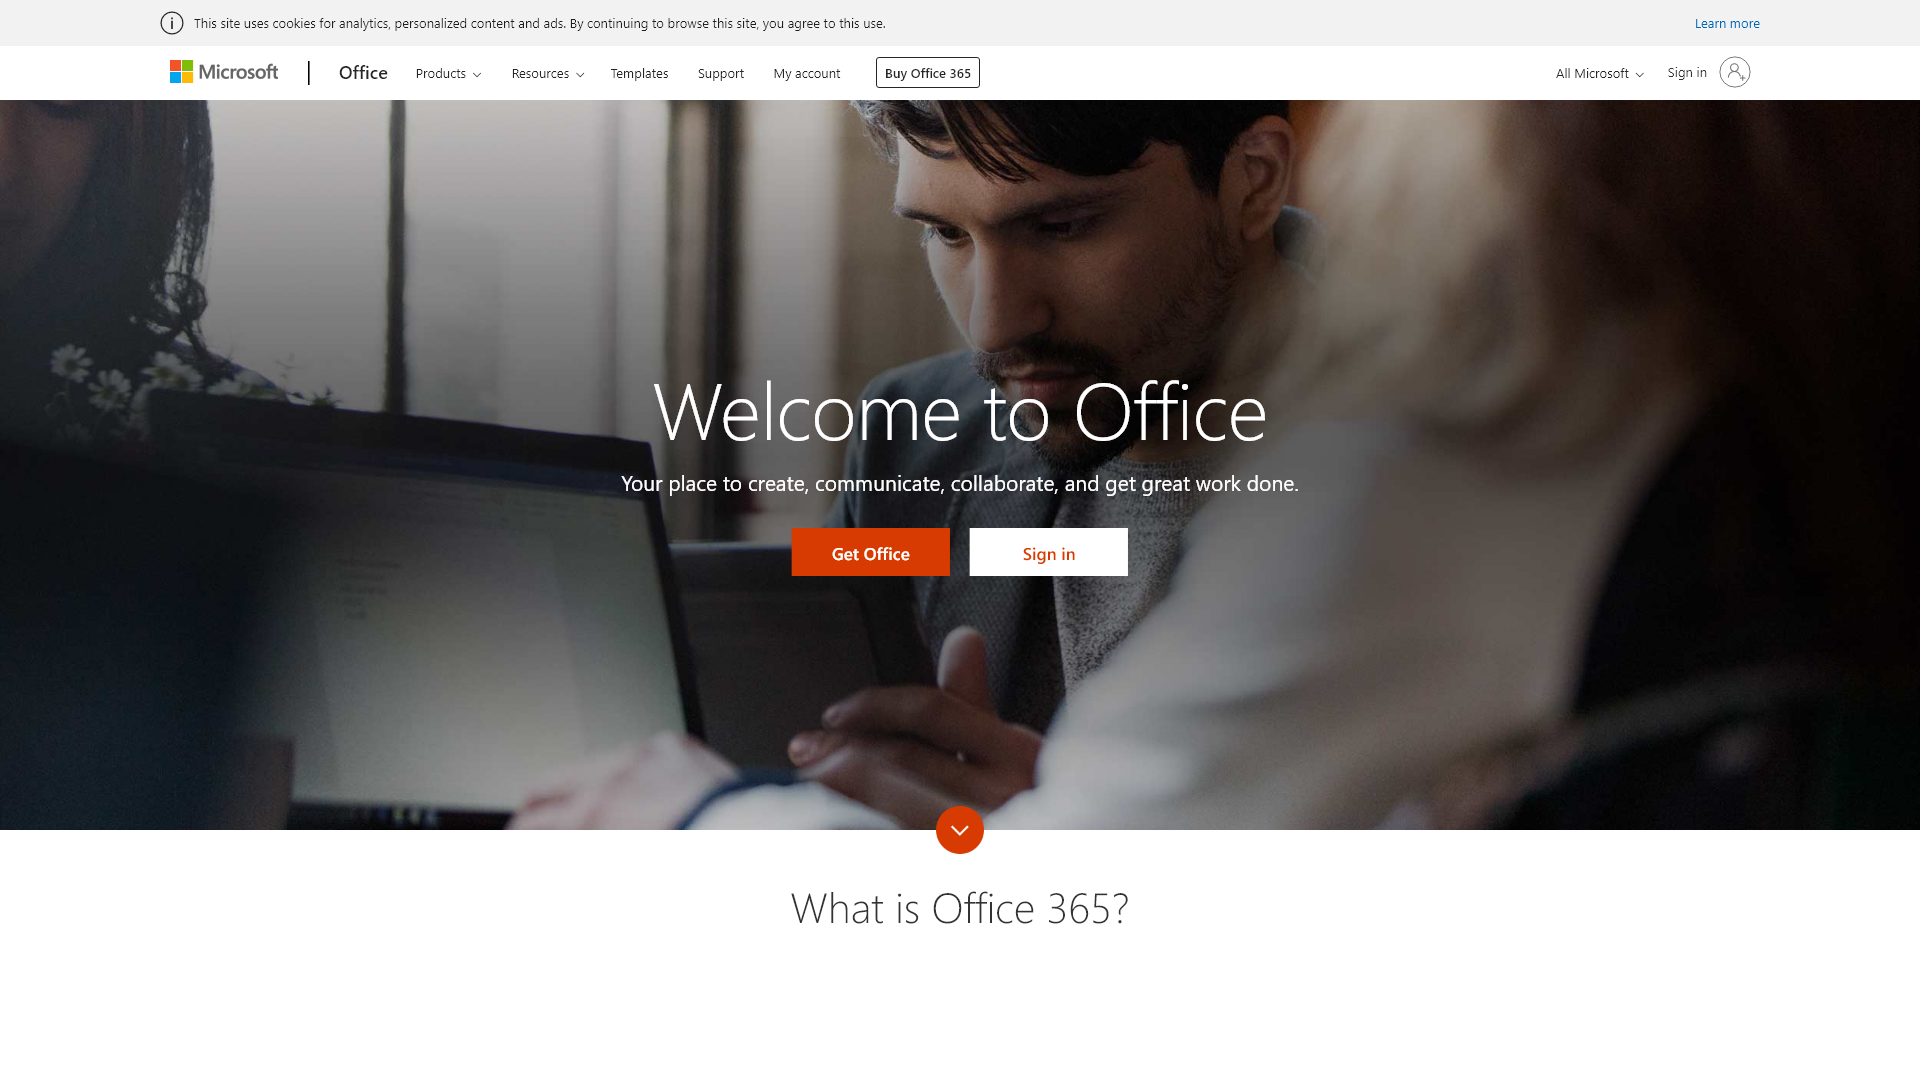 This site uses cookies for analytics, personalized content and ads. By continuing to browse this site, you agree to this use.
Learn more
Microsoft
Office
Products
Resources
Templates
Support
My account
Buy Office 365
All Microsoft
Sign in
Welcome to Office
Your place to create, communicate, collaborate, and get great work done.
Get Office
Sign in
What is Office 365?